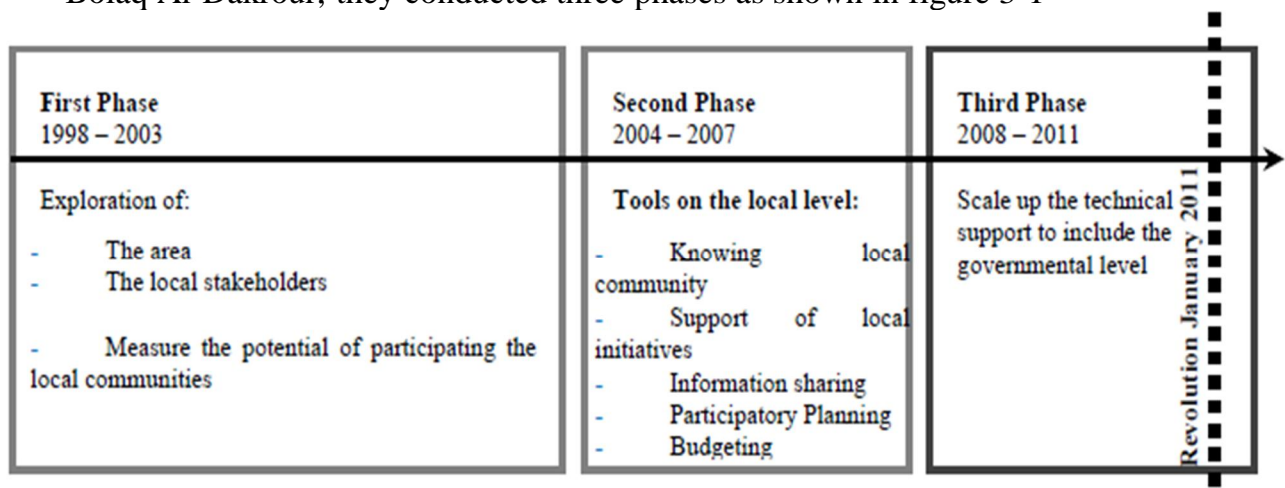 Bolaq Al-Dakrour, they conducted three phases as shown in figure 3-1
First Phase
1998 – 2003
Exploration of:
- The area
- The local stakeholders
- Measure the potential of participating the
local communities
Second Phase
2004 – 2007
Tools on the local level:
- Knowing local
community
- Support of local
initiatives
- Information sharing
- Participatory Planning
- Budgeting
Third Phase
2008 – 2011
Scale up the technical
support to include the
governmental level
Revolution January 2011